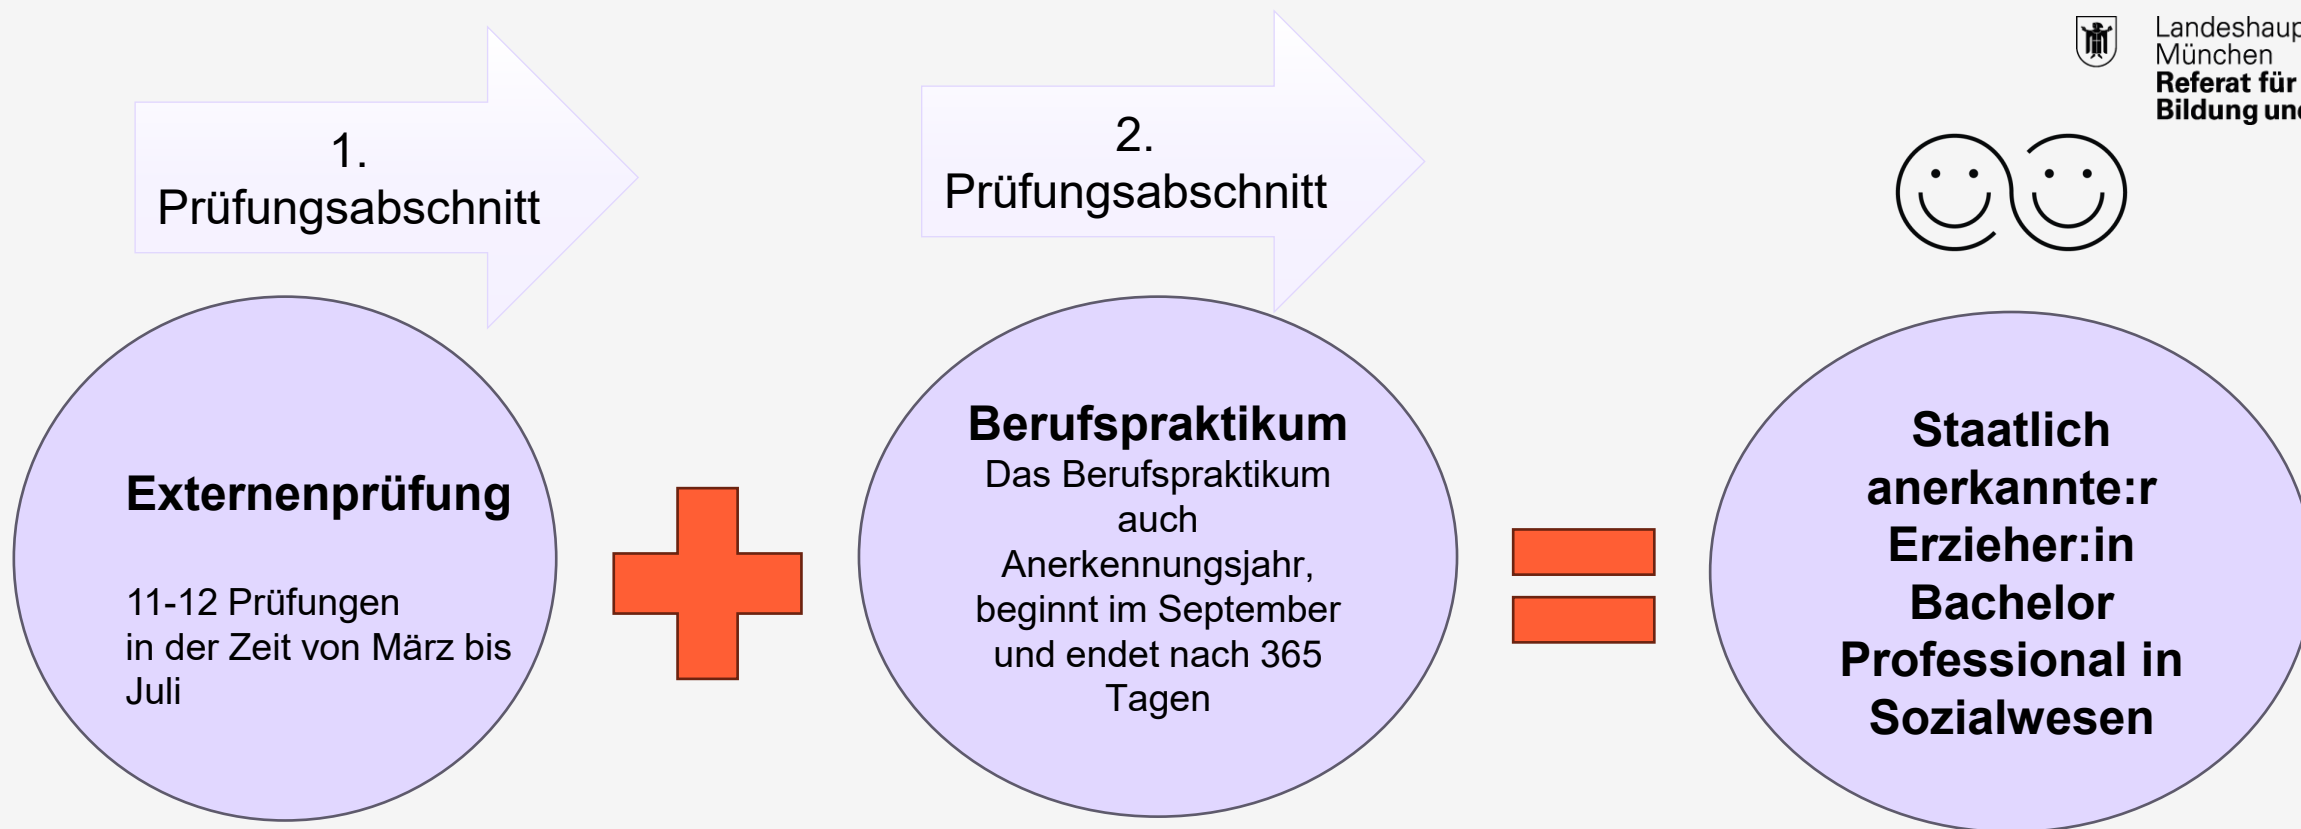 1.
Prüfungsabschnitt
2.
Prüfungsabschnitt
München
Referat für
Bildung
Externenprüfung
11-12 Prüfungen
in der Zeit von März bis
Juli
Berufspraktikum
Das Berufspraktikum
auch
Anerkennungsjahr,
beginnt im September
und endet nach 365
Tagen
Staatlich
anerkannte:r
Erzieher:in
Bachelor
Professional in
Sozialwesen